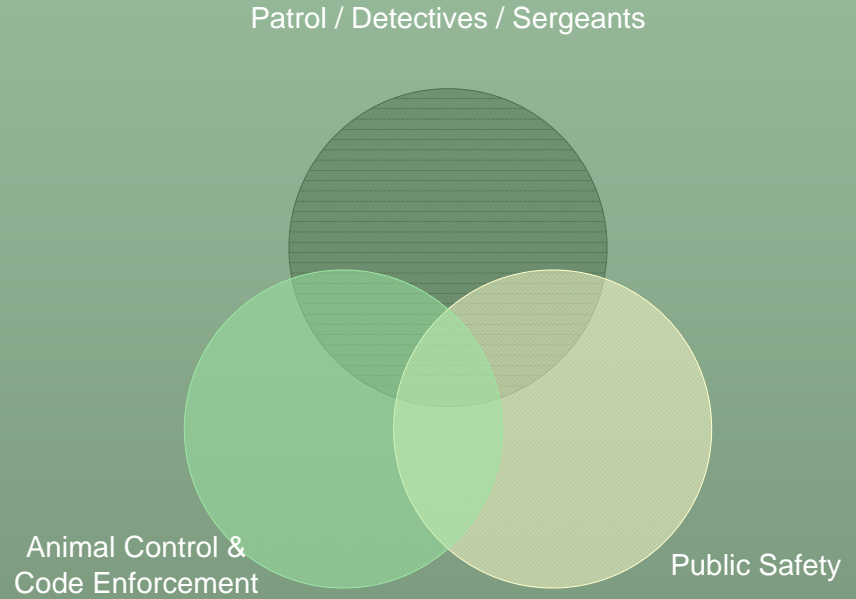 Patrol / Detectives / Sergeants
Animal Control &
Code Enforcement
Public Safety